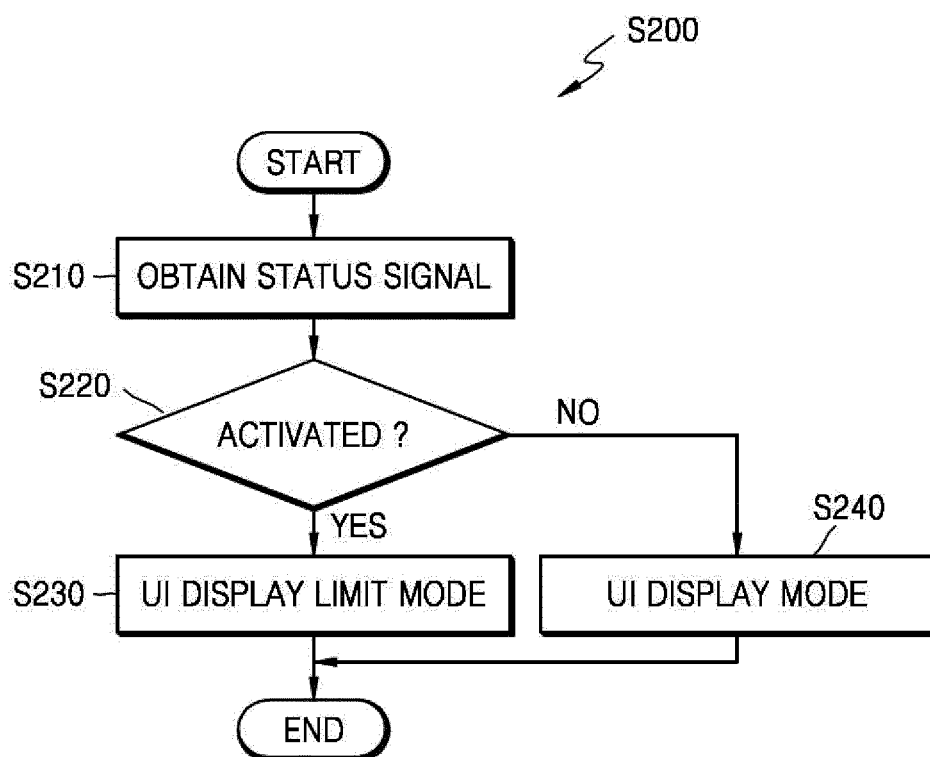 S200
START
S210
OBTAIN STATUS SIGNAL
S220
ACTIVATED ?
NO
YES
S240
S230
UI DISPLAY LIMIT MODE
UI DISPLAY MODE
END